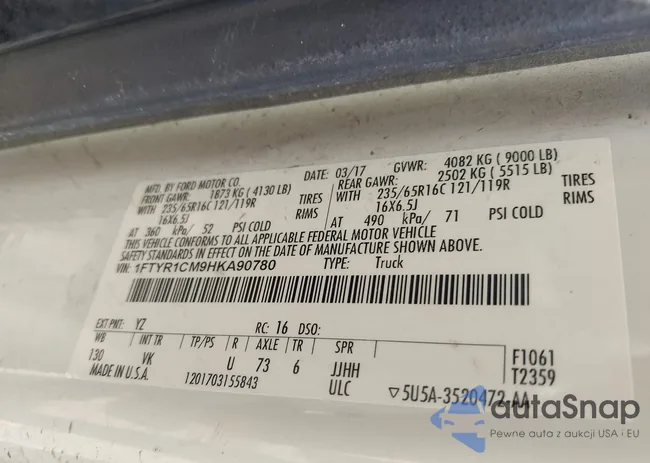 MFD. BY FORD MOTOR CO.
DATE: 03/17 GVWR: 4082 KG ( 9000 LB)
FRONT GAWR: 1873 KG ( 4130 LB)
REAR GAWR: 2502 KG ( 5515 LB)
WITH 235/65R16C 121/119R TIRES
WITH 235/65R16C 121/119R TIRES
16X6.5J RIMS
16X6.5J RIMS
AT 360 kPa/ 52 PSI COLD
AT 490 kPa/ 71 PSI COLD
THIS VEHICLE CONFORMS TO ALL APPLICABLE FEDERAL MOTOR VEHICLE
SAFETY STANDARDS IN EFFECT ON THE DATE OF MANUFACTURE SHOWN ABOVE.
VIN: 1FTYR1CM9HKA90780 TYPE: Truck
EXT PNT: YZ RC: 16 DSO:
WB INT TR TP/PS R AXLE TR SPR
130 VK U 73 6 JJHH F1061
MADE IN U.S.A. 1201703155843 ULC T2359
▽5U5A-3520472-AA
autoSnap
Pewne auta z aukcji USA i EU